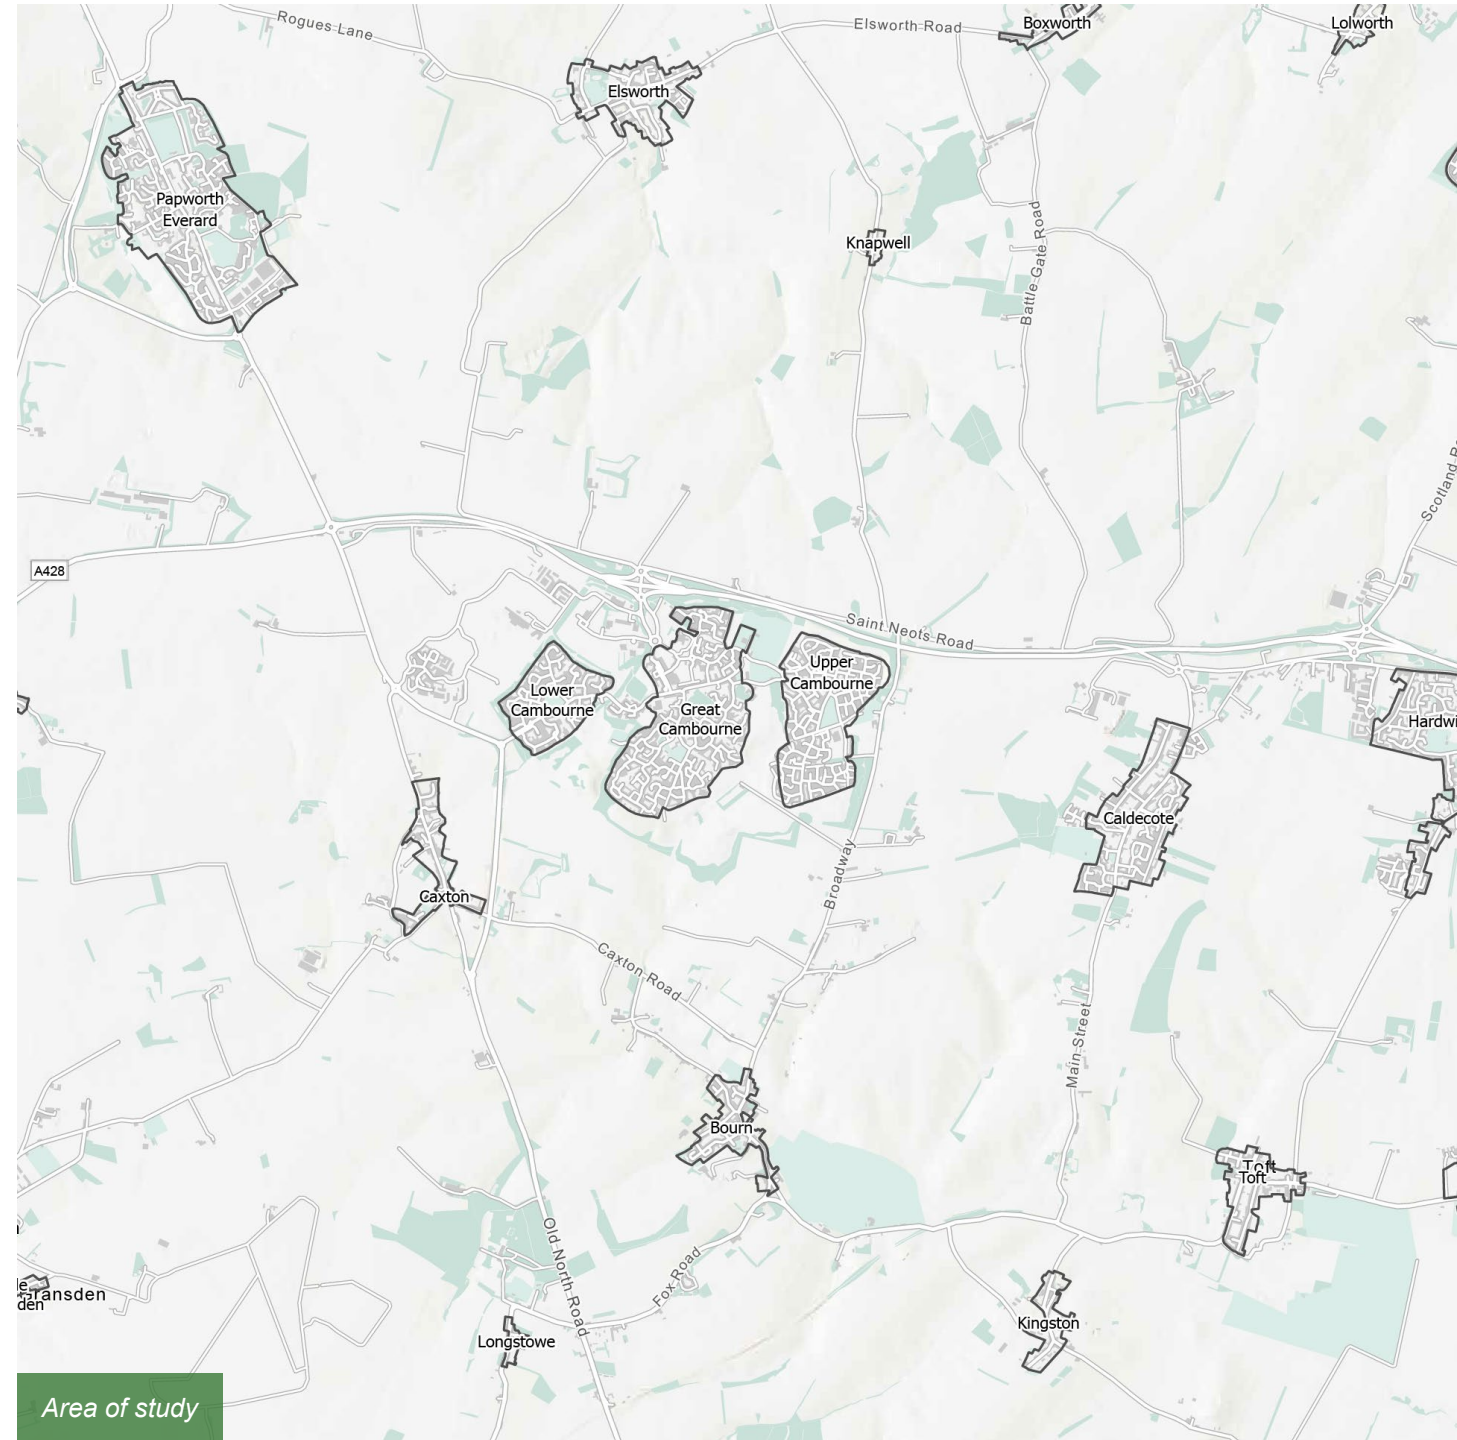 Rogues Lane
Elsworth Road
Boxworth
Lolworth
Elsworth
Papworth
Everard
Knapwell
Battle Gate Road
Scotland
A428
Saint Neots Road
Lower
Cambourne
Great
Cambourne
Upper
Cambourne
Hardwi
Caldecote
Broadway
Caxton
Caxton Road
Main Street
Bourn
Toft
Toft
Old North Road
Fox Road
den
ransden
Kingston
Longstowe
Area of study